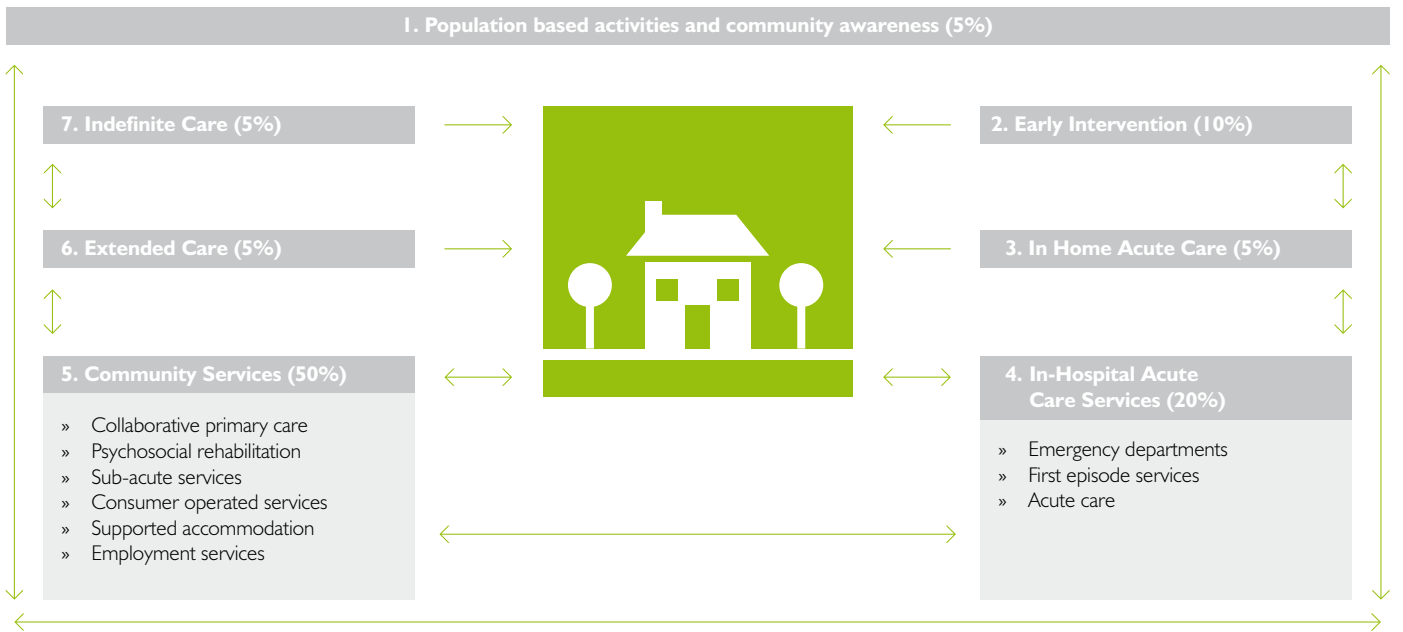 1. Population based activities and community awareness (5%)
7. Indefinite Care (5%)
2. Early Intervention (10%)
6. Extended Care (5%)
3. In Home Acute Care (5%)
5. Community Services (50%)
» Collaborative primary care
» Psychosocial rehabilitation
» Sub-acute services
» Consumer operated services
» Supported accommodation
» Employment services
4. In-Hospital Acute
Care Services (20%)
» Emergency departments
» First episode services
» Acute care